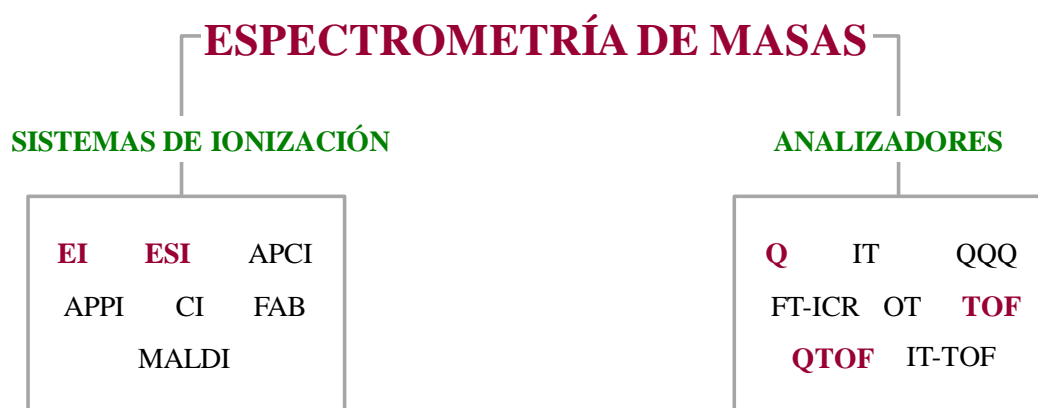 ESPECTROMETRÍA DE MASAS
SISTEMAS DE IONIZACIÓN
EI ESI APCI
APPI CI FAB
MALDI
ANALIZADORES
Q IT QQQ
FT-ICR OT TOF
QTOF IT-TOF